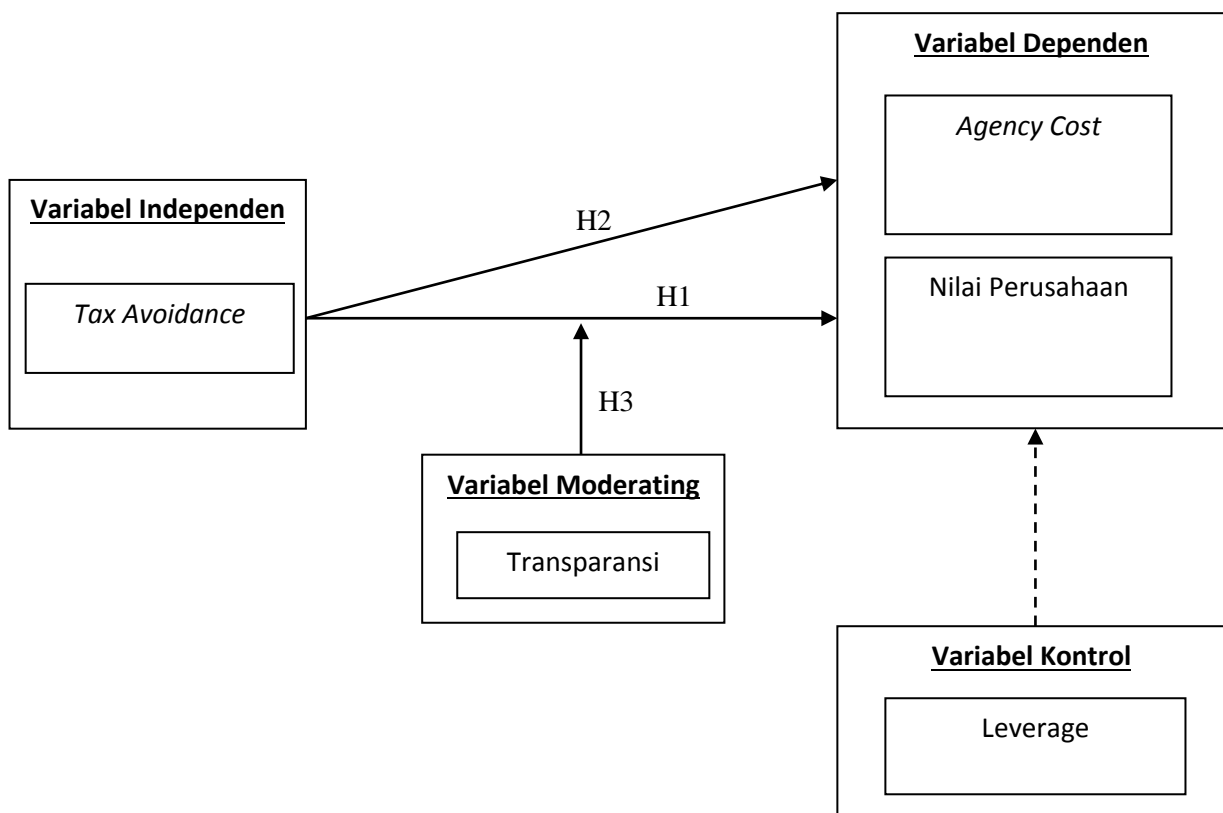 Variabel Dependen
Agency Cost
Variabel Independen
H2
Nilai Perusahaan
H1
Tax Avoidance
H3
Variabel Moderating
Transparansi
Variabel Kontrol
Leverage